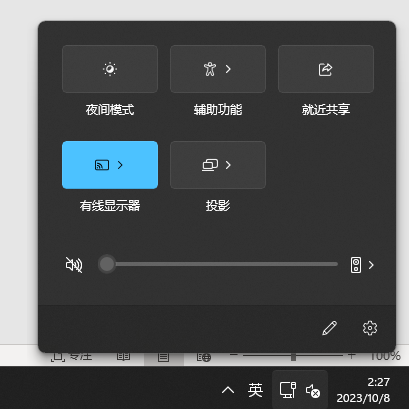 夜间模式
辅助功能
就近共享
有线显示器
投影
专注
100%
英
2:27
2023/10/8